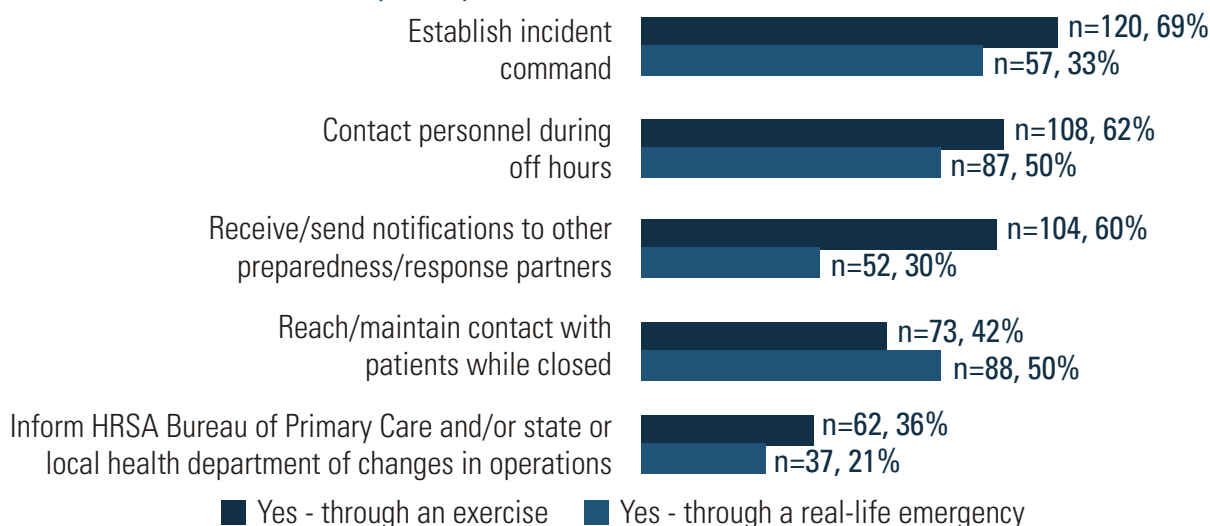 Establish incident
command
n=120, 69%
n=57, 33%
Contact personnel during
off hours
n=108, 62%
n=87, 50%
Receive/send notifications to other
preparedness/response partners
n=104, 60%
n=52, 30%
Reach/maintain contact with
patients while closed
n=73, 42%
n=88, 50%
Inform HRSA Bureau of Primary Care and/or state or
local health department of changes in operations
n=62, 36%
n=37, 21%
Yes - through an exercise
Yes - through a real-life emergency